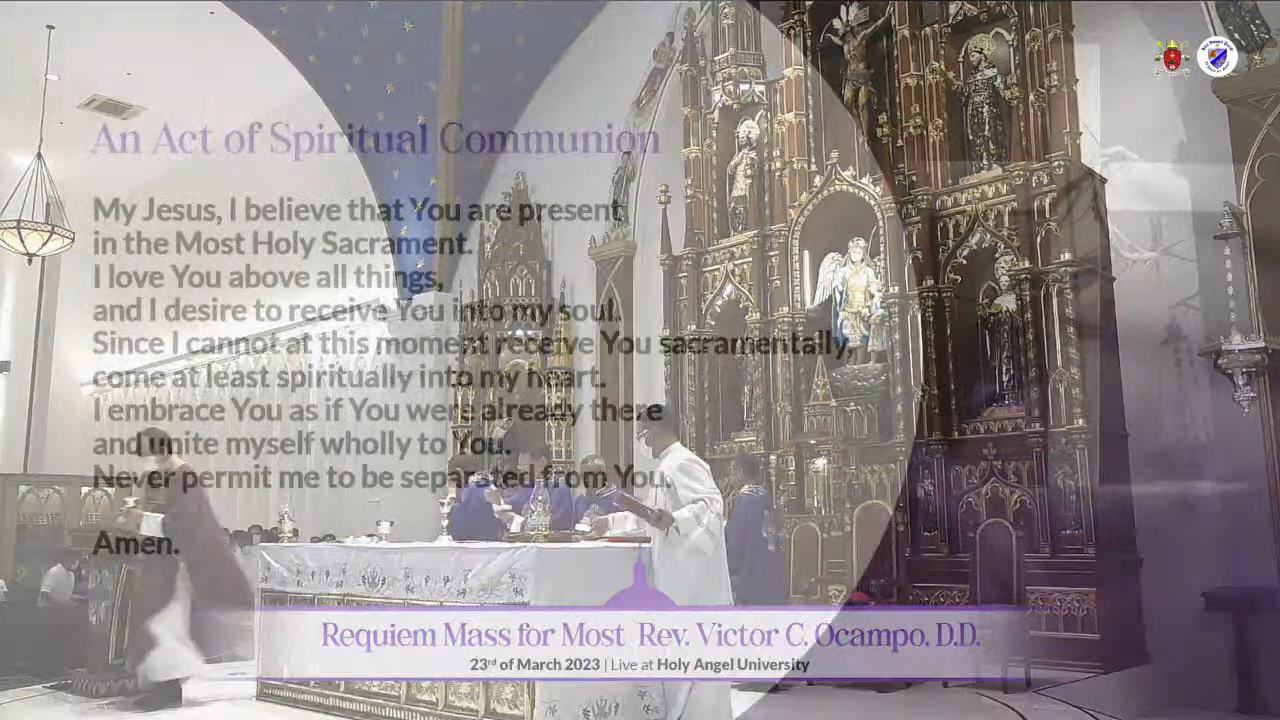 An Act of Spiritual Communion
My Jesus, I believe that You are present
in the Most Holy Sacrament.
I love You above all things,
and I desire to receive You into my soul.
Since I cannot at this moment receive You sacramentally,
come at least spiritually into my heart.
I embrace You as if You were already there
and unite myself wholly to You.
Never permit me to be separated from You.
Amen.
Requiem Mass for Most Rev. Victor C. Ocampo, D.D.
23rd of March 2023 | Live at Holy Angel University